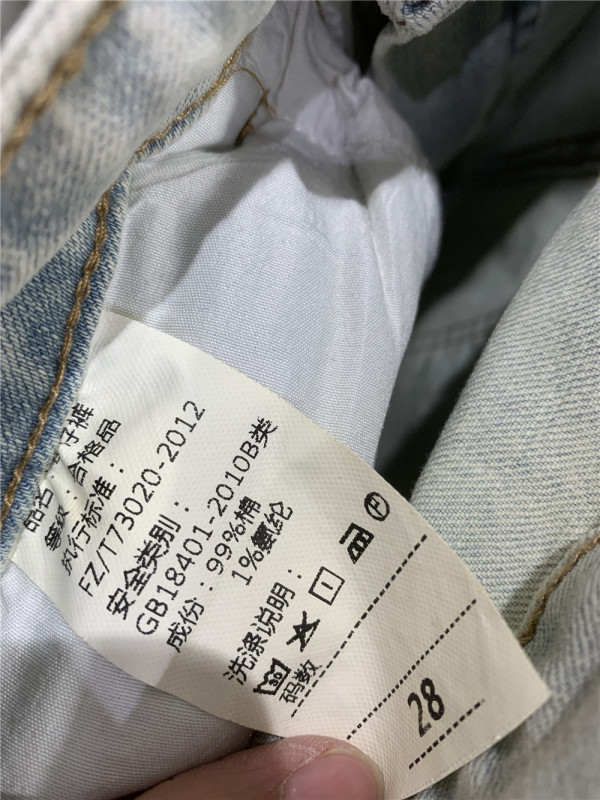 品名：牛仔裤
等级：合格品
执行标准：
FZ/T73020-2012
安全类别：
GB18401-2010B类
成份：99%棉
1%氨纶
洗涤说明：
码数
28